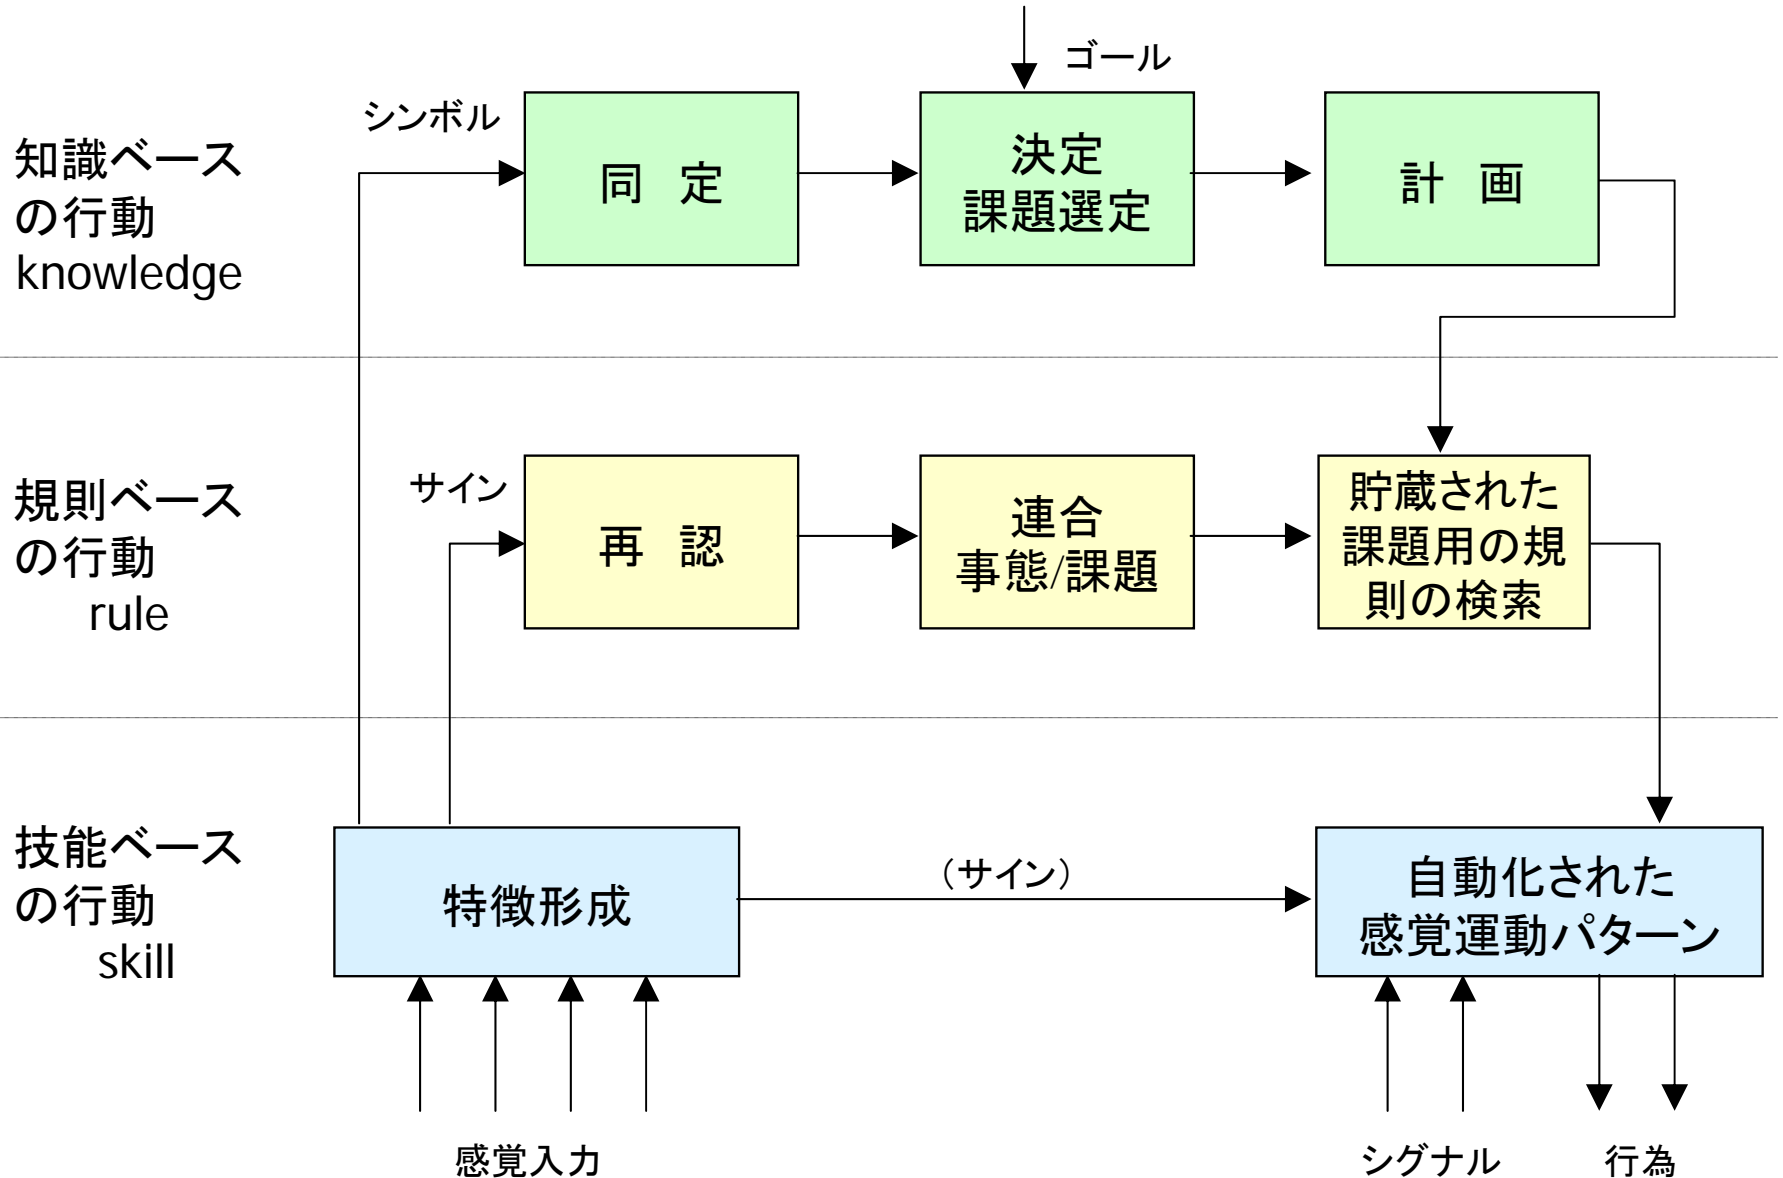 ゴール
シンボル
知識ベース
の行動
knowledge
同 定
決定
課題選定
計 画
規則ベース
の行動
rule
サイン
再 認
連合
事態/課題
貯蔵された
課題用の規
則の検索
技能ベース
の行動
skill
特徴形成
（サイン）
自動化された
感覚運動パターン
感覚入力
シグナル
行為